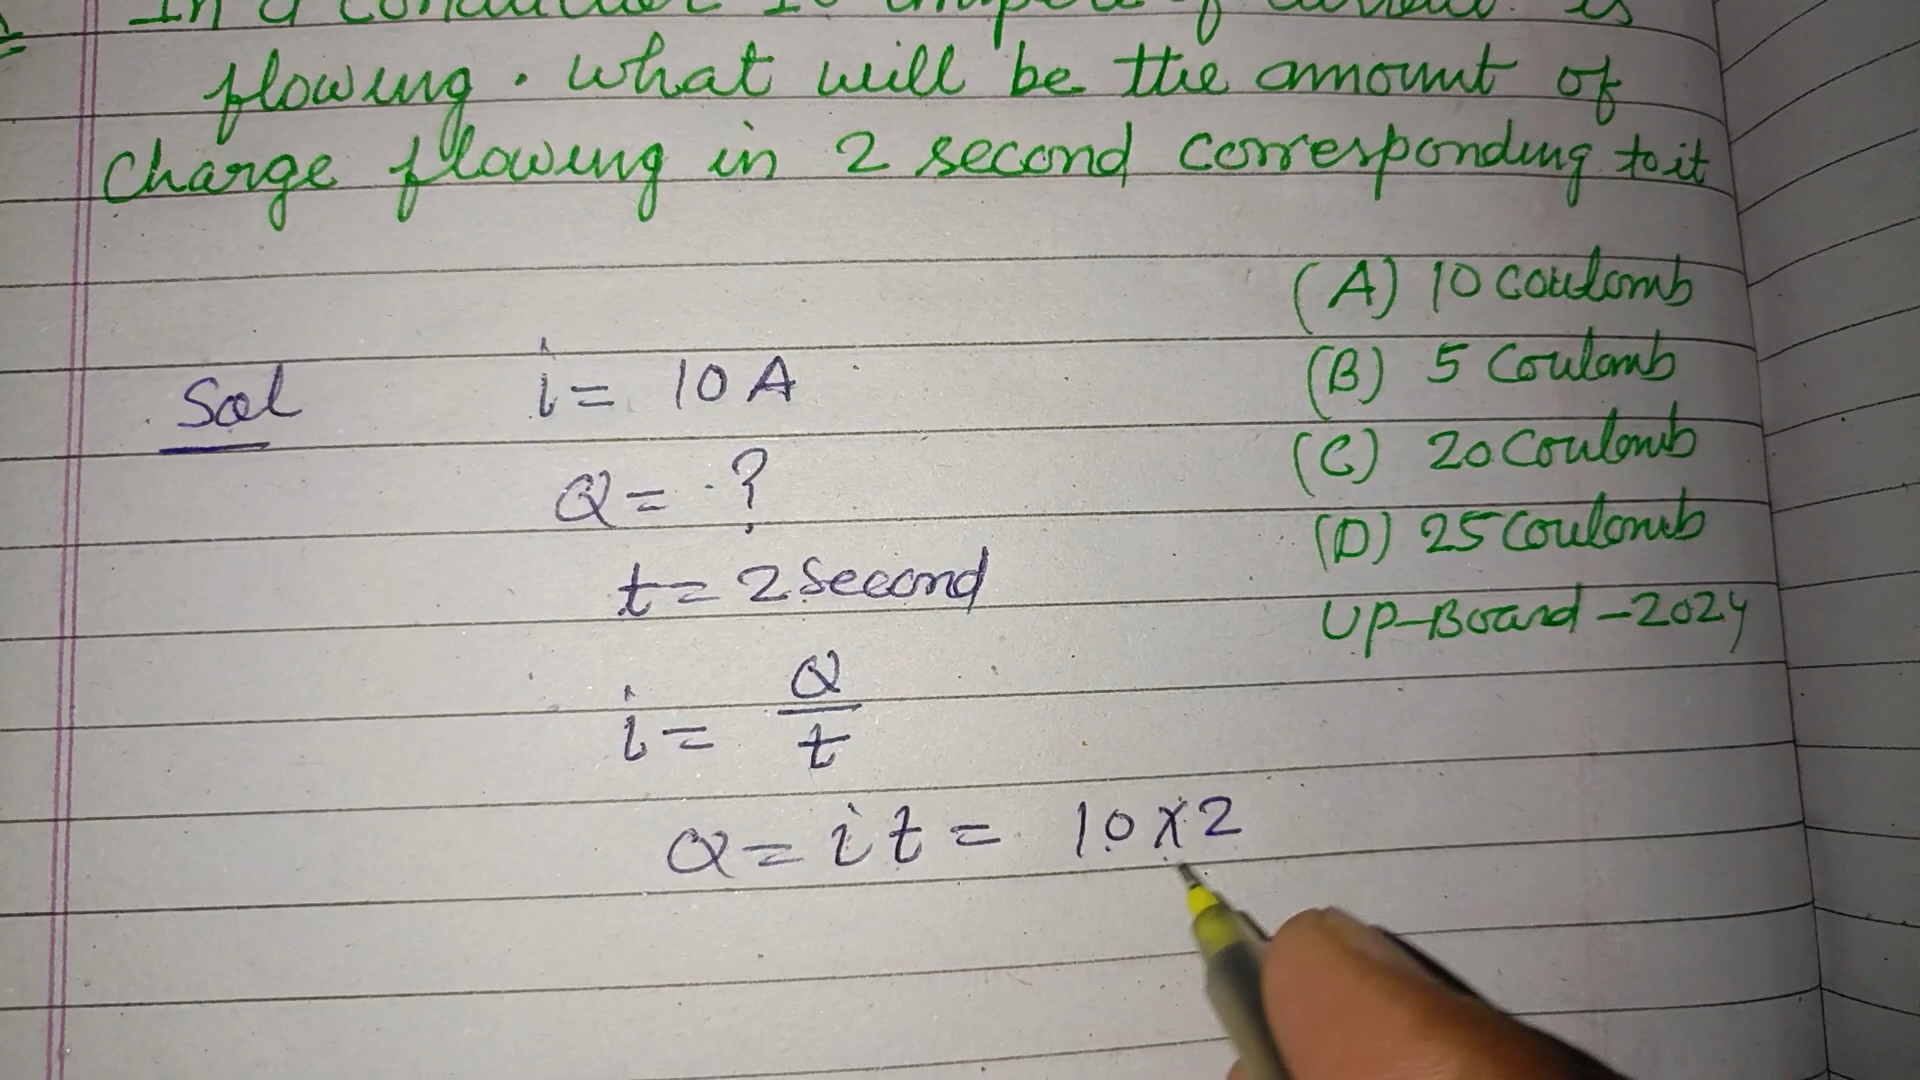 In a
flowing. what will be the amount of
charge flowing in 2 second corresponding to it
(A) 10 coulomb
(B) 5 Coulomb
(C) 20 Coulomb
(D) 25 Coulomb
UP-Board-2024
Sol i = 10 A
Q = ?
t = 2 Second
i = Q/t
Q = it = 10 X 2